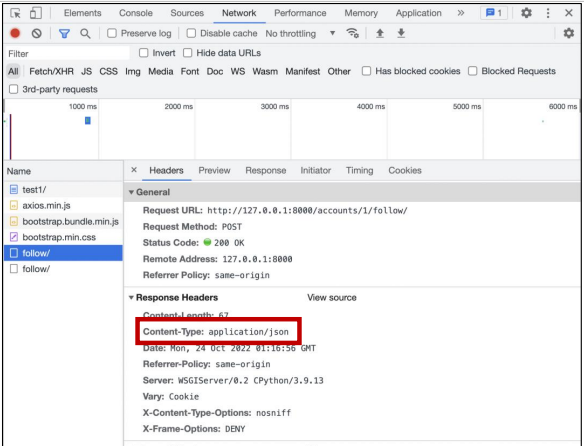 Elements Console Sources Network Performance Memory Application » 1
Preserve log Disable cache No throttling
Filter Invert Hide data URLs
All Fetch/XHR JS CSS Img Media Font Doc WS Wasm Manifest Other Has blocked cookies Blocked Requests
3rd-party requests
1000 ms 2000 ms 3000 ms 4000 ms 5000 ms 6000 ms
Name × Headers Preview Response Initiator Timing Cookies
test1/
axios.min.js
bootstrap.bundle.min.js
bootstrap.min.css
follow/
follow/
General
Request URL: http://127.0.0.1:8000/accounts/1/follow/
Request Method: POST
Status Code: 200 OK
Remote Address: 127.0.0.1:8000
Referrer Policy: same-origin
Response Headers View source
Content-Length: 67
Content-Type: application/json
Date: Mon, 24 Oct 2022 01:16:56 GMT
Referrer-Policy: same-origin
Server: WSGIServer/0.2 CPython/3.9.13
Vary: Cookie
X-Content-Type-Options: nosniff
X-Frame-Options: DENY